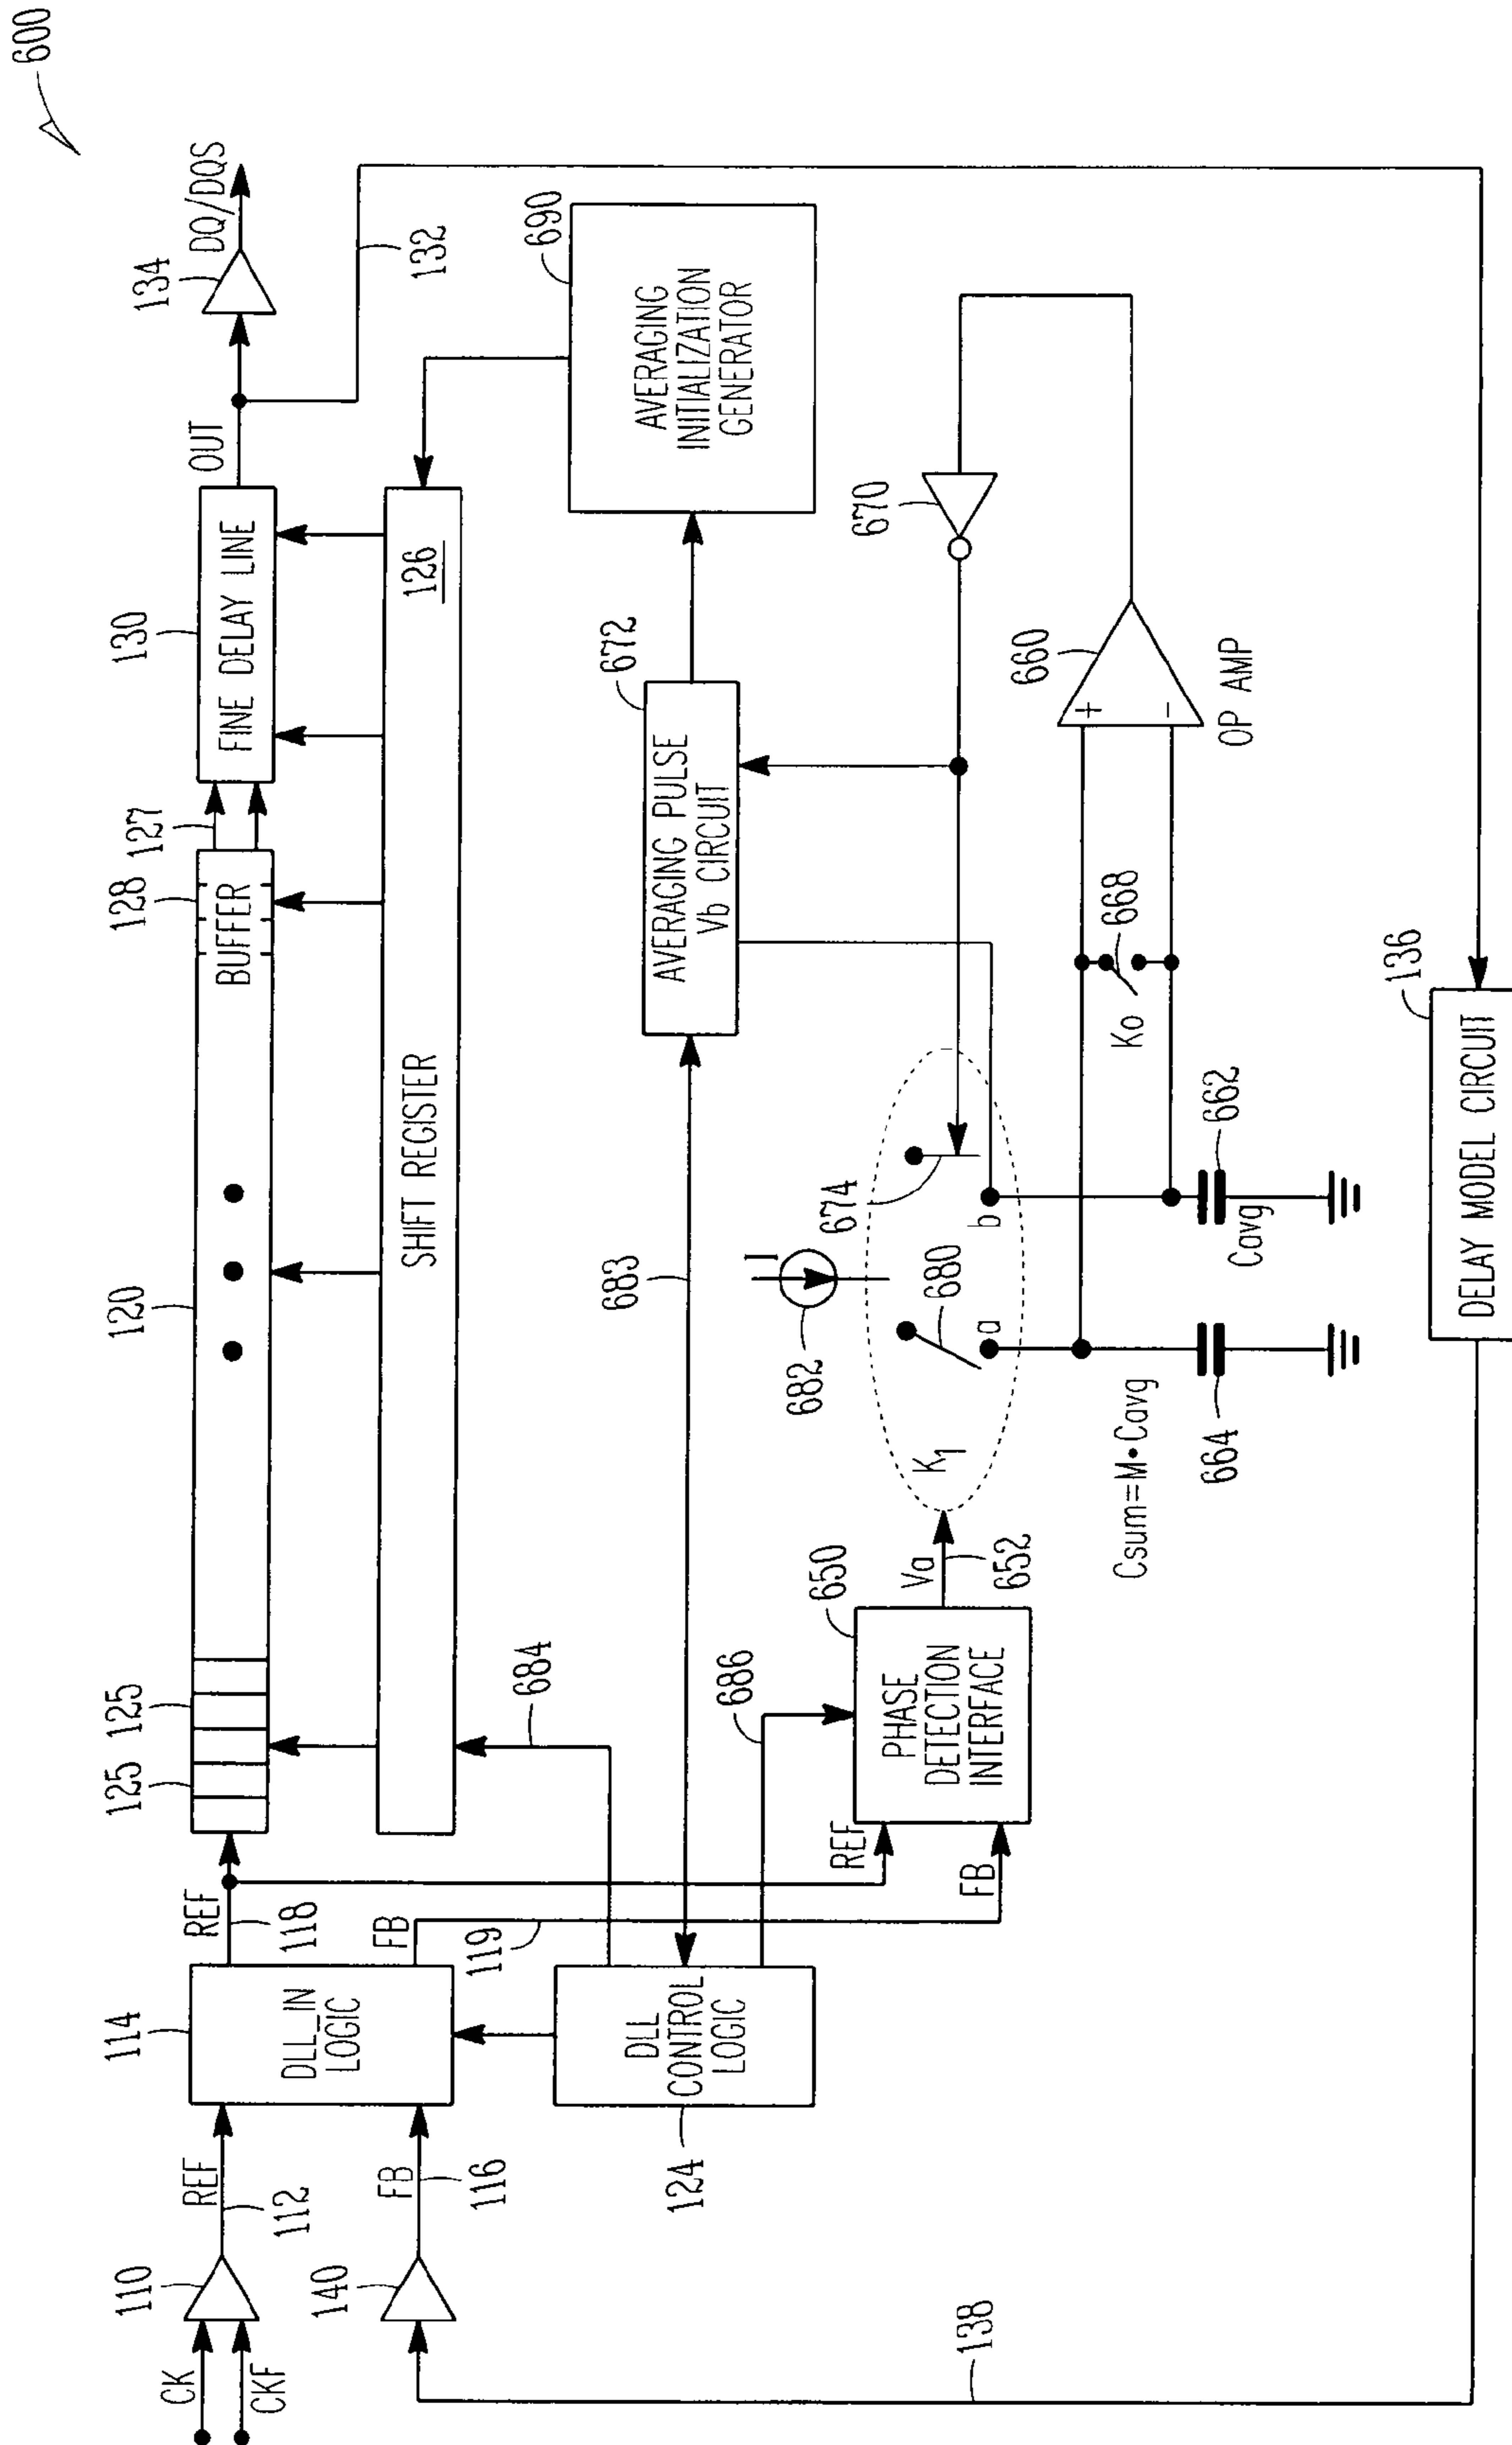 600
CK
CKF
110
REF
112
140
FB
116
138
114
DLL_IN
LOGIC
REF
118
FB
119
124
DLL
CONTROL
LOGIC
125
125
120
128
BUFFER
127
130
FINE DELAY LINE
OUT
134
DQ/DQS
132
SHIFT REGISTER
126
684
686
683
REF
FB
650
PHASE
DETECTION
INTERFACE
Va
652
K1
682
I
680
a
674
b
672
AVERAGING PULSE
Vb CIRCUIT
690
AVERAGING
INITIALIZATION
GENERATOR
670
660
+
-
OP AMP
Ko
668
Csum=M•Cavg
664
Cavg
662
136
DELAY MODEL CIRCUIT